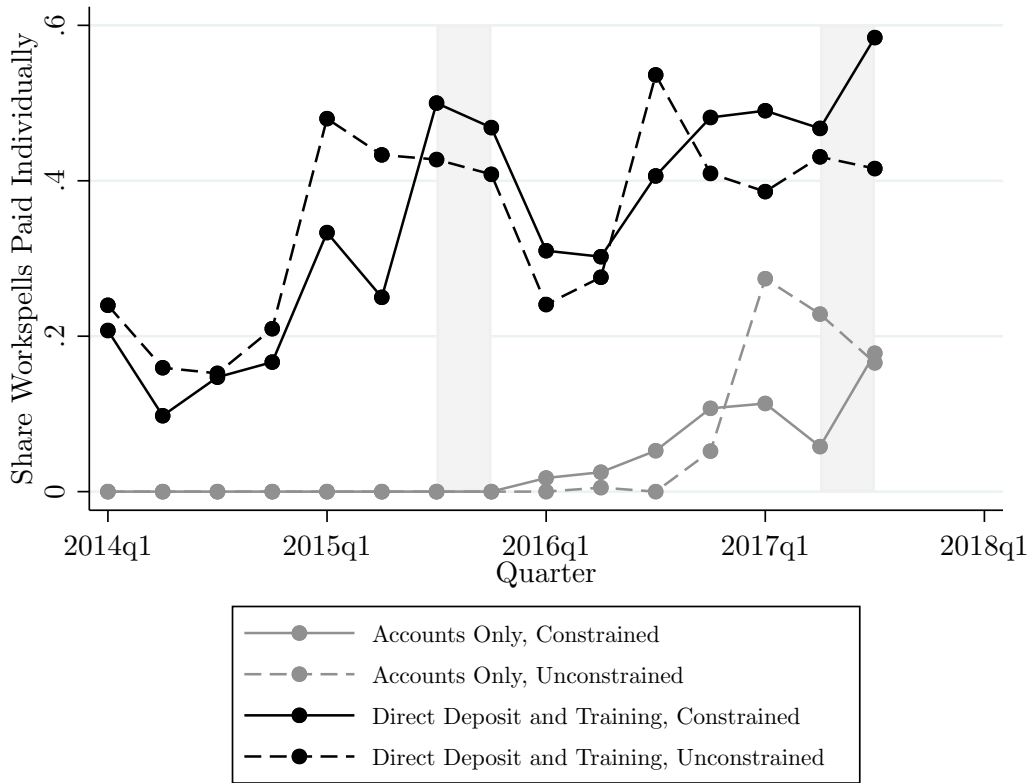 Share Workspells Paid Individually
.6
.4
.2
0
2014q1 2015q1 2016q1 2017q1 2018q1
Quarter
Accounts Only, Constrained
Accounts Only, Unconstrained
Direct Deposit and Training, Constrained
Direct Deposit and Training, Unconstrained